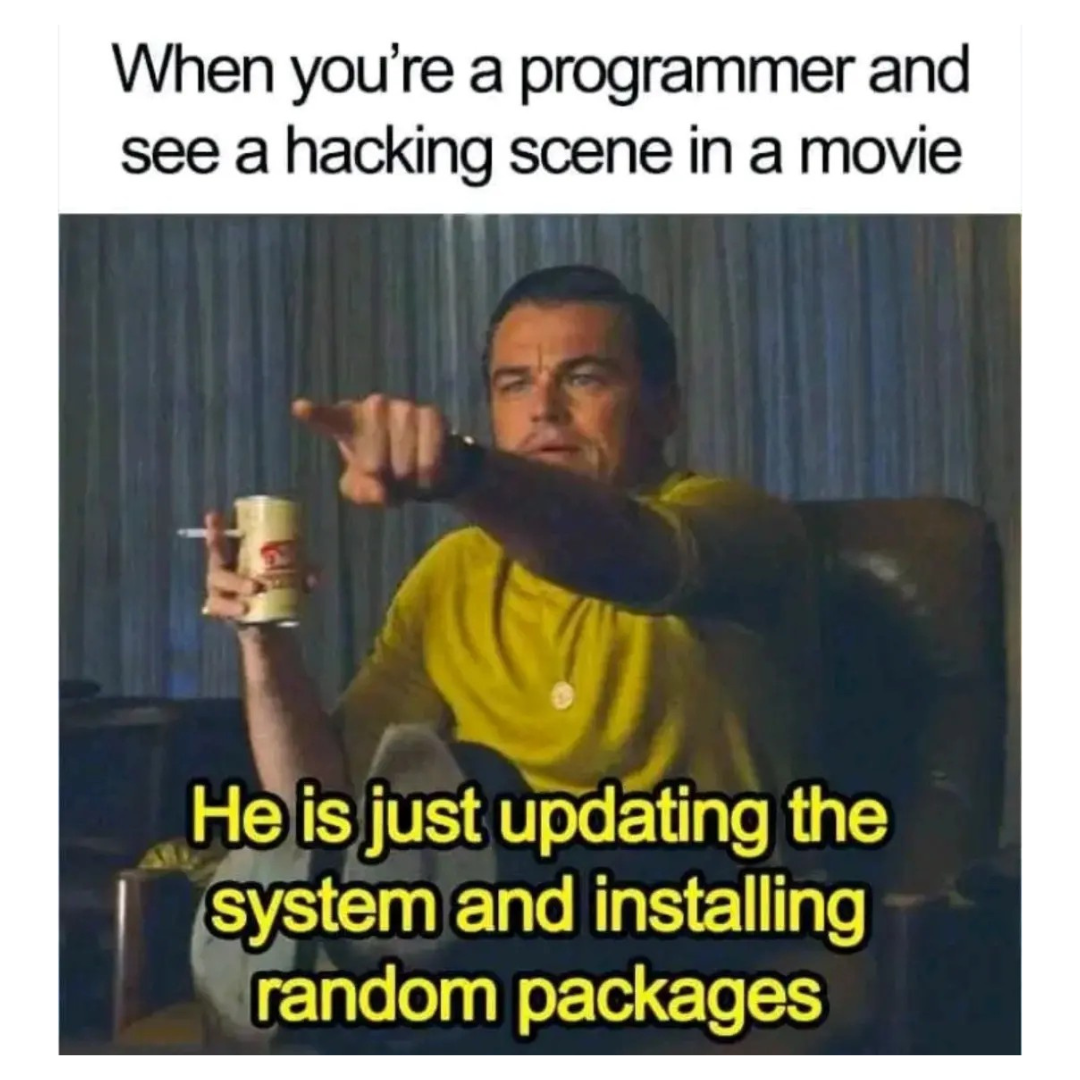 When you’re a programmer and
see a hacking scene in a movie
He is just updating the
system and installing
random packages